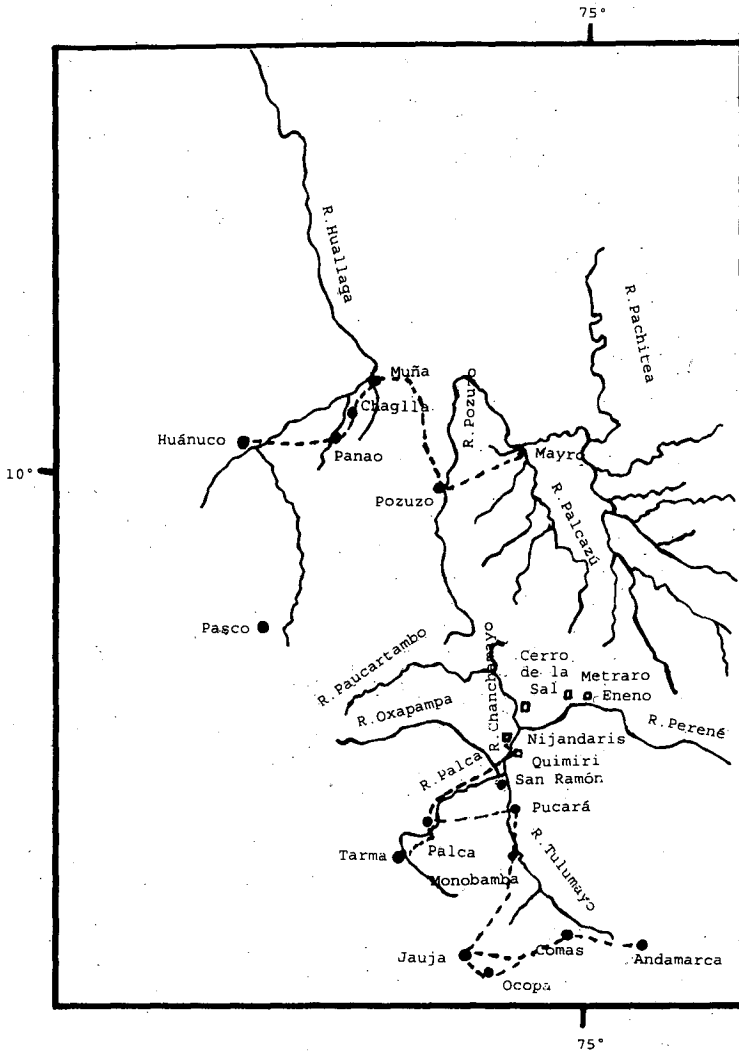 75°
R.Huallaga
R.Pachitea
Muña
R.Pozuzo
Chaglla
Huánuco
Panao
Mayro
10°
Pozuzo
R.Palcazú
Pasco
R.Paucartambo
R.Chanchamayo
Cerro
de la
Sal
Metraro
Eneno
R.Oxapampa
R.Perené
Nijandaris
Quimiri
R.Palca
San Ramón
Pucará
Tarma
Palca
R.Tulumayo
Monobamba
Jauja
Comas
Andamarca
Ocopa
75°